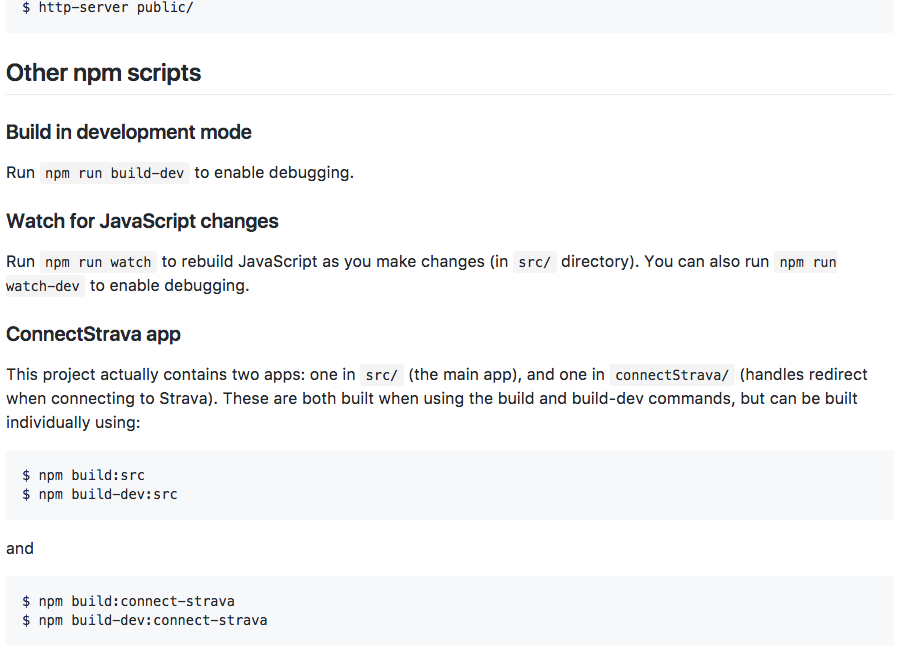 $ http-server public/
Other npm scripts
Build in development mode
Run npm run build-dev to enable debugging.
Watch for JavaScript changes
Run npm run watch to rebuild JavaScript as you make changes (in src/ directory). You can also run npm run
watch-dev to enable debugging.
ConnectStrava app
This project actually contains two apps: one in src/ (the main app), and one in connectStrava/ (handles redirect
when connecting to Strava). These are both built when using the build and build-dev commands, but can be built
individually using:
$ npm build:src
$ npm build-dev:src
and
$ npm build:connect-strava
$ npm build-dev:connect-strava